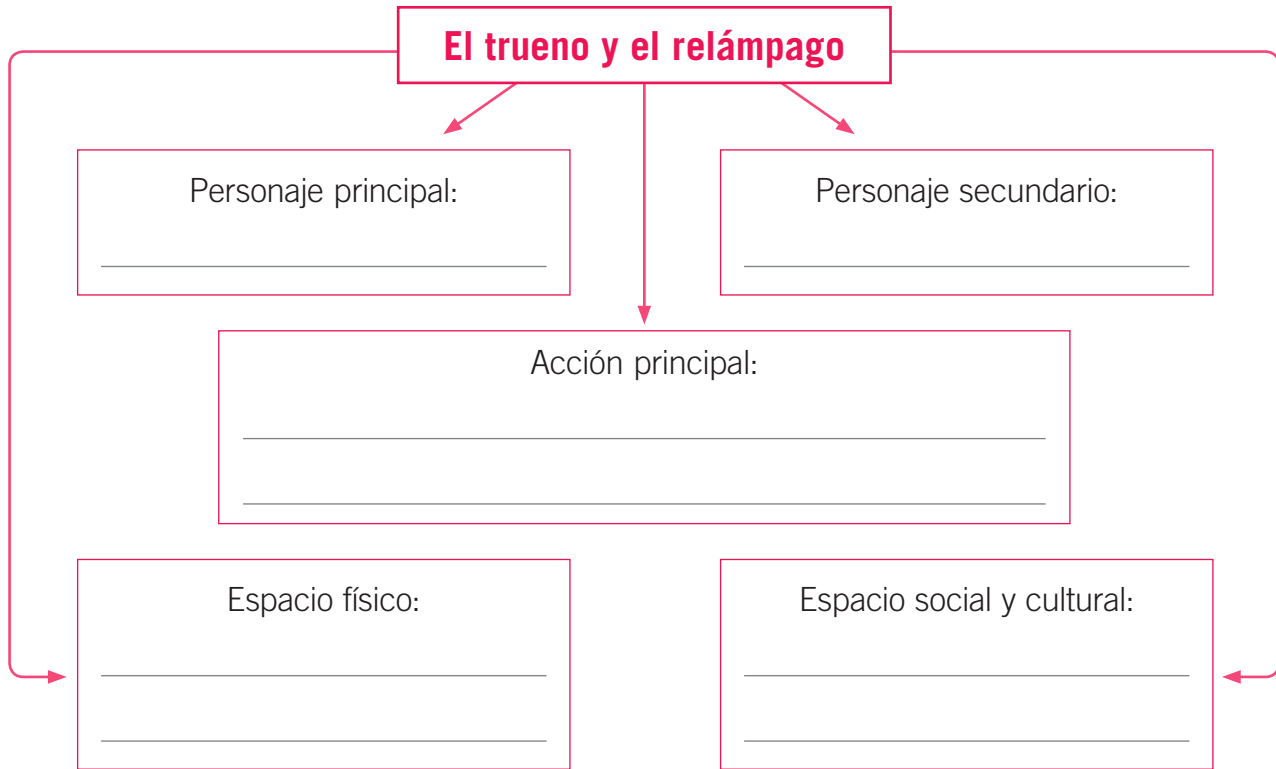 El trueno y el relámpago
Personaje principal:
Personaje secundario:
Acción principal:
Espacio físico:
Espacio social y cultural: